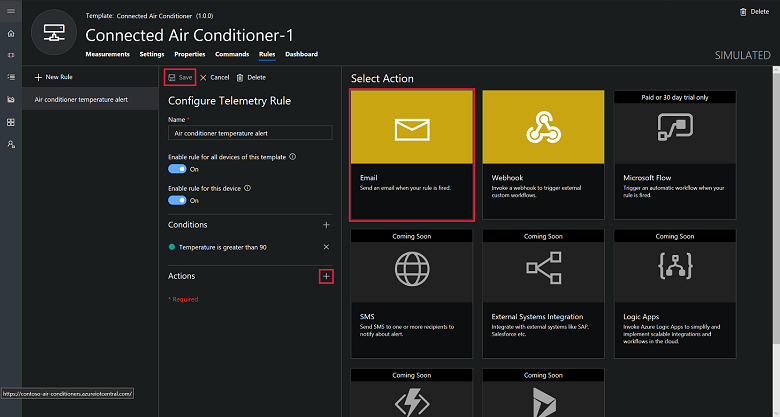 Template: Connected Air Conditioner (1.0.0)
Delete
Connected Air Conditioner-1
Measurements Settings Properties Commands Rules Dashboard
SIMULATED
New Rule
Air conditioner temperature alert
Save Cancel Delete
Configure Telemetry Rule
Name *
Air conditioner temperature alert
Enable rule for all devices of this template
On
Enable rule for this device
On
Conditions
Temperature is greater than 90
Actions
* Required
Select Action
Email
Send an email when your rule is fired.
Webhook
Invoke a webhook to trigger external
custom workflows.
Paid or 30 day trial only
Microsoft Flow
Trigger an automatic workflow when your
rule is fired.
Coming Soon
SMS
Send SMS to one or more recipients to
notify about alert.
Coming Soon
External Systems Integration
Integrate with external systems like SAP,
Salesforce etc.
Coming Soon
Logic Apps
Invoke Azure Logic Apps to simplify and
implement scalable integrations and
workflows in the cloud.
Coming Soon
Coming Soon
https://contoso-air-conditioners.azureiotcentral.com/